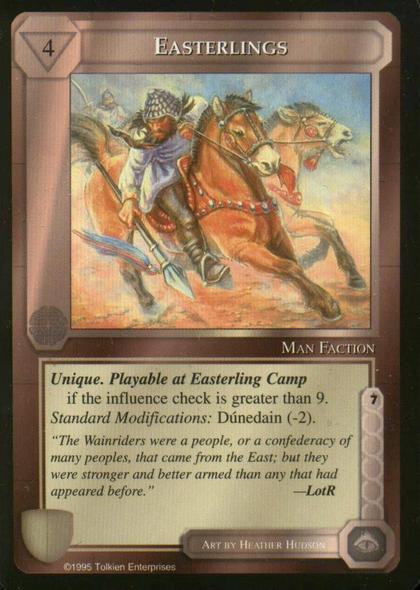 4
EASTERLINGS
MAN FACTION
Unique. Playable at Easterling Camp
if the influence check is greater than 9.
Standard Modifications: Dúnedain (-2).
7
“The Wainriders were a people, or a confederacy of
many peoples, that came from the East; but they
were stronger and better armed than any that had
appeared before.” —LotR
ART BY HEATHER HUDSON
©1995 Tolkien Enterprises